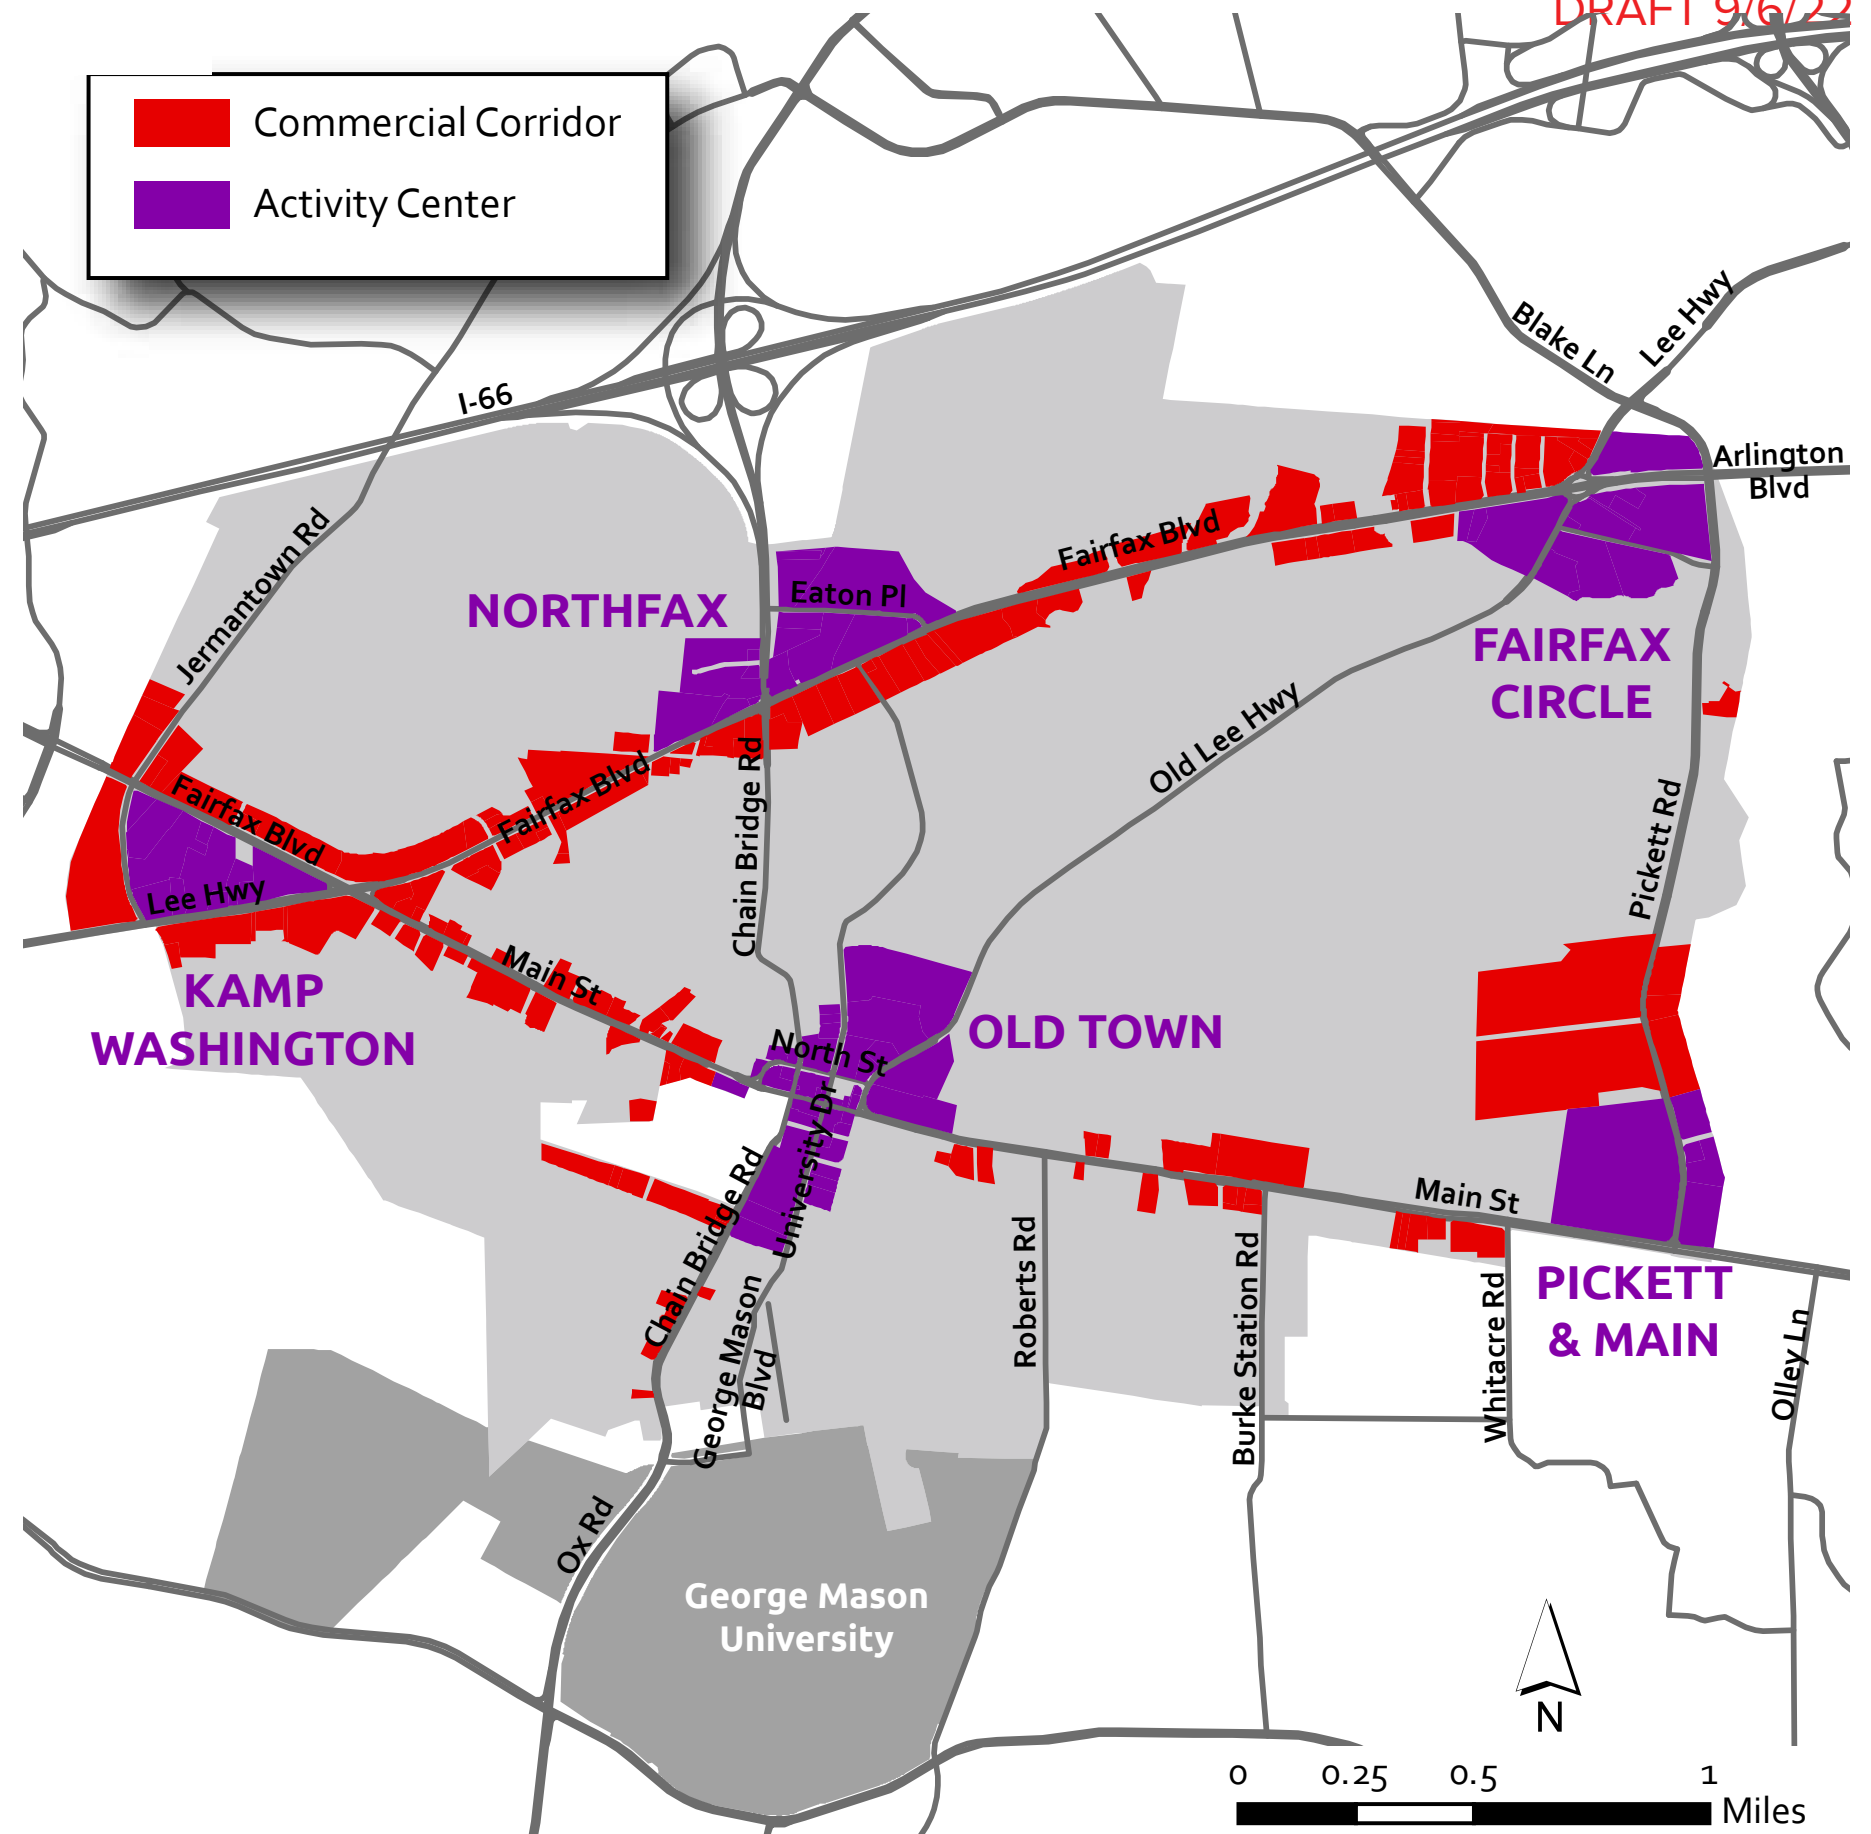 DRAFT 9/6/22
Commercial Corridor
Activity Center
Blake Ln
Lee Hwy
I-66
Arlington
Blvd
Jermantown Rd
Fairfax Blvd
Eaton Pl
NORTHFAX
FAIRFAX
CIRCLE
Old Lee Hwy
Fairfax Blvd
Fairfax Blvd
Chain Bridge Rd
Pickett Rd
Lee Hwy
Main St
KAMP
WASHINGTON
OLD TOWN
North St
University Dr
Chain Bridge Rd
Main St
Roberts Rd
Burke Station Rd
Whitacre Rd
PICKETT
& MAIN
Olley Ln
George Mason
Blvd
Ox Rd
George Mason
University
N
0 0.25 0.5 1
Miles